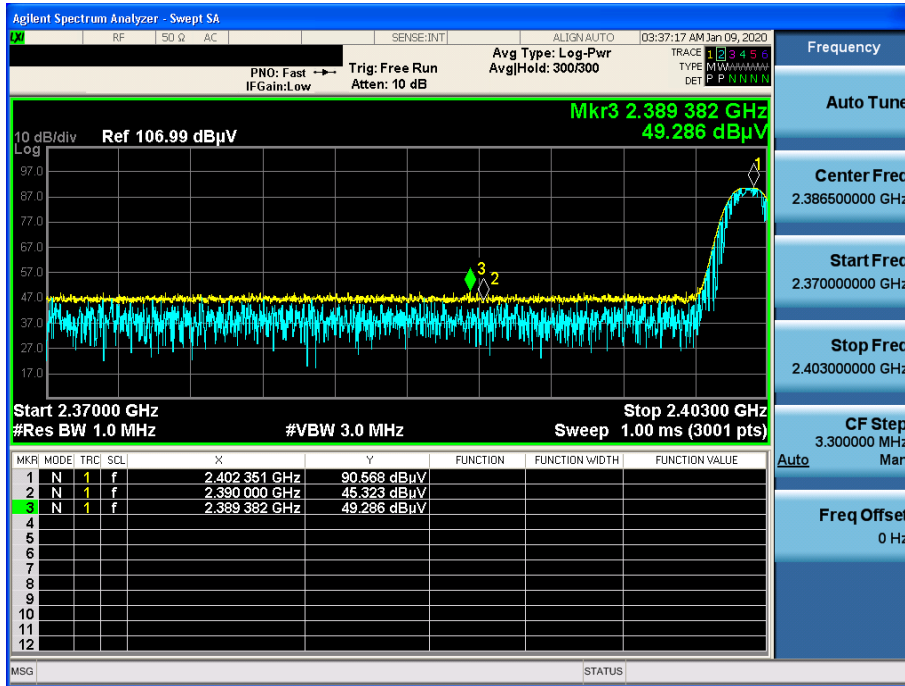 Agilent Spectrum Analyzer - Swept SA
LXI RF 50 Ω AC SENSE:INT ALIGN AUTO 03:37:17 AM Jan 09, 2020
PNO: Fast
IFGain:Low
Trig: Free Run
Atten: 10 dB
Avg Type: Log-Pwr
Avg|Hold: 300/300
TRACE 1 2 3 4 5 6
TYPE MWWWWW
DET P P N N N N
Mkr3 2.389 382 GHz
49.286 dBµV
10 dB/div Ref 106.99 dBµV
Log
97.0
87.0
77.0
67.0
57.0
47.0
37.0
27.0
17.0
1
3
2
Start 2.37000 GHz Stop 2.40300 GHz
#Res BW 1.0 MHz #VBW 3.0 MHz Sweep 1.00 ms (3001 pts)
MKR MODE TRC SCL X Y FUNCTION FUNCTION WIDTH FUNCTION VALUE
1 N 1 f 2.402 351 GHz 90.568 dBµV
2 N 1 f 2.390 000 GHz 45.323 dBµV
3 N 1 f 2.389 382 GHz 49.286 dBµV
4
5
6
7
8
9
10
11
12
MSG STATUS
Frequency
Auto Tune
Center Freq
2.386500000 GHz
Start Freq
2.370000000 GHz
Stop Freq
2.403000000 GHz
CF Step
3.300000 MHz
Auto Man
Freq Offset
0 Hz